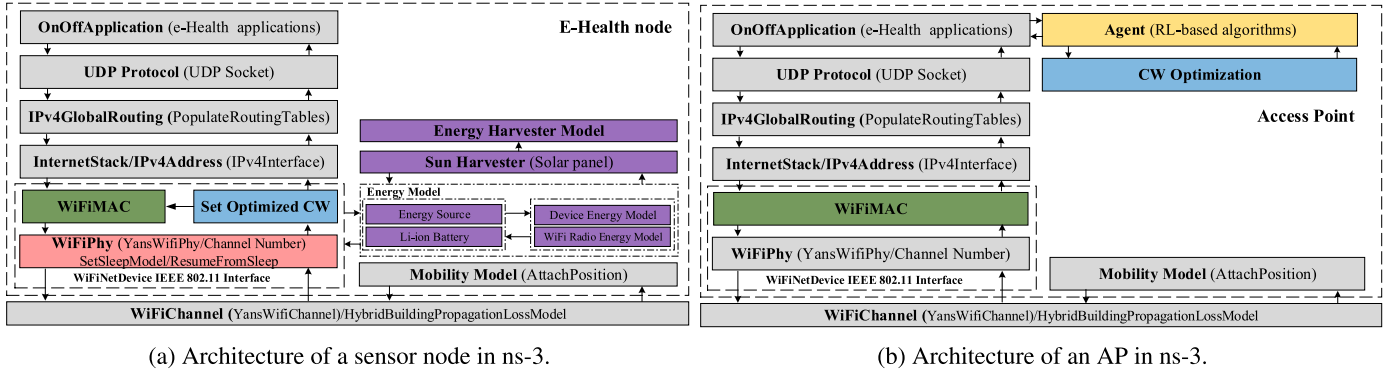 OnOffApplication (e-Health applications)
E-Health node
UDP Protocol (UDP Socket)
IPv4GlobalRouting (PopulateRoutingTables)
Energy Harvester Model
InternetStack/IPv4Address (IPv4Interface)
Sun Harvester (Solar panel)
Energy Model
WiFiMAC
Set Optimized CW
Energy Source
Device Energy Model
Li-ion Battery
WiFi Radio Energy Model
WiFiPhy (YansWifiPhy/Channel Number)
SetSleepModel/ResumeFromSleep
WiFiNetDevice IEEE 802.11 Interface
Mobility Model (AttachPosition)
WiFiChannel (YansWifiChannel)/HybridBuildingPropagationLossModel
(a) Architecture of a sensor node in ns-3.
OnOffApplication (e-Health applications)
Agent (RL-based algorithms)
UDP Protocol (UDP Socket)
CW Optimization
IPv4GlobalRouting (PopulateRoutingTables)
Access Point
InternetStack/IPv4Address (IPv4Interface)
WiFiMAC
WiFiPhy (YansWifiPhy/Channel Number)
WiFiNetDevice IEEE 802.11 Interface
Mobility Model (AttachPosition)
WiFiChannel (YansWifiChannel)/HybridBuildingPropagationLossModel
(b) Architecture of an AP in ns-3.